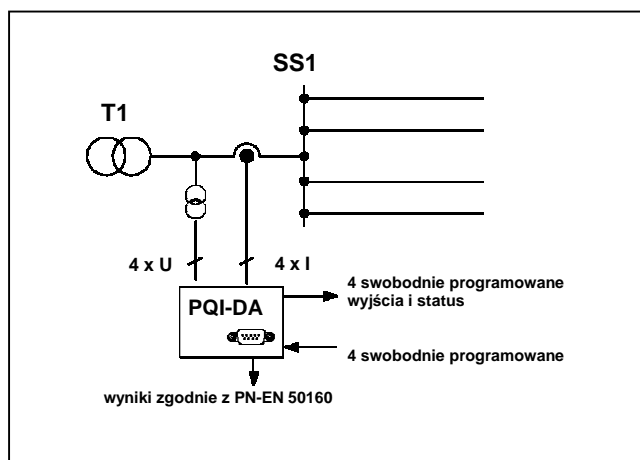 SS1
T1
4 x U
4 x I
PQI-DA
4 swobodnie programowane
wyjścia i status
4 swobodnie programowane
wyniki zgodnie z PN-EN 50160